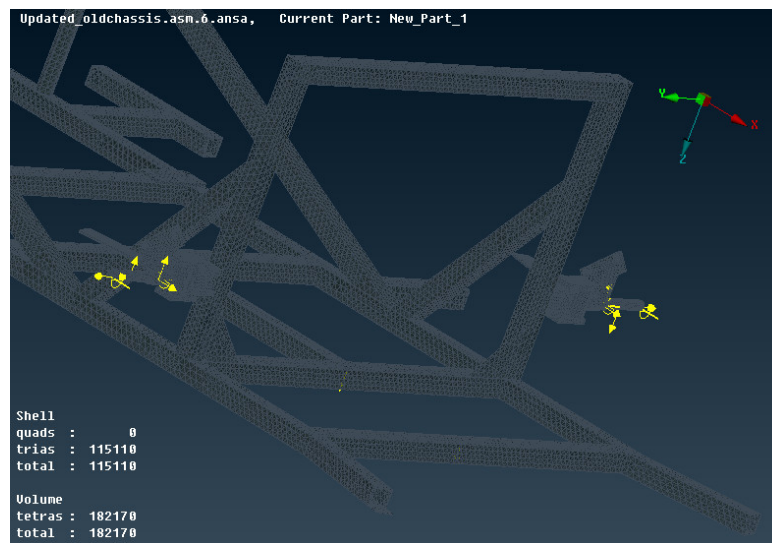 Updated_oldchassis.asm.6.ansa, Current Part: New_Part_1
Y
X
Z
Shell
quads : 0
trias : 115110
total : 115110
Volume
tetras : 182170
total : 182170